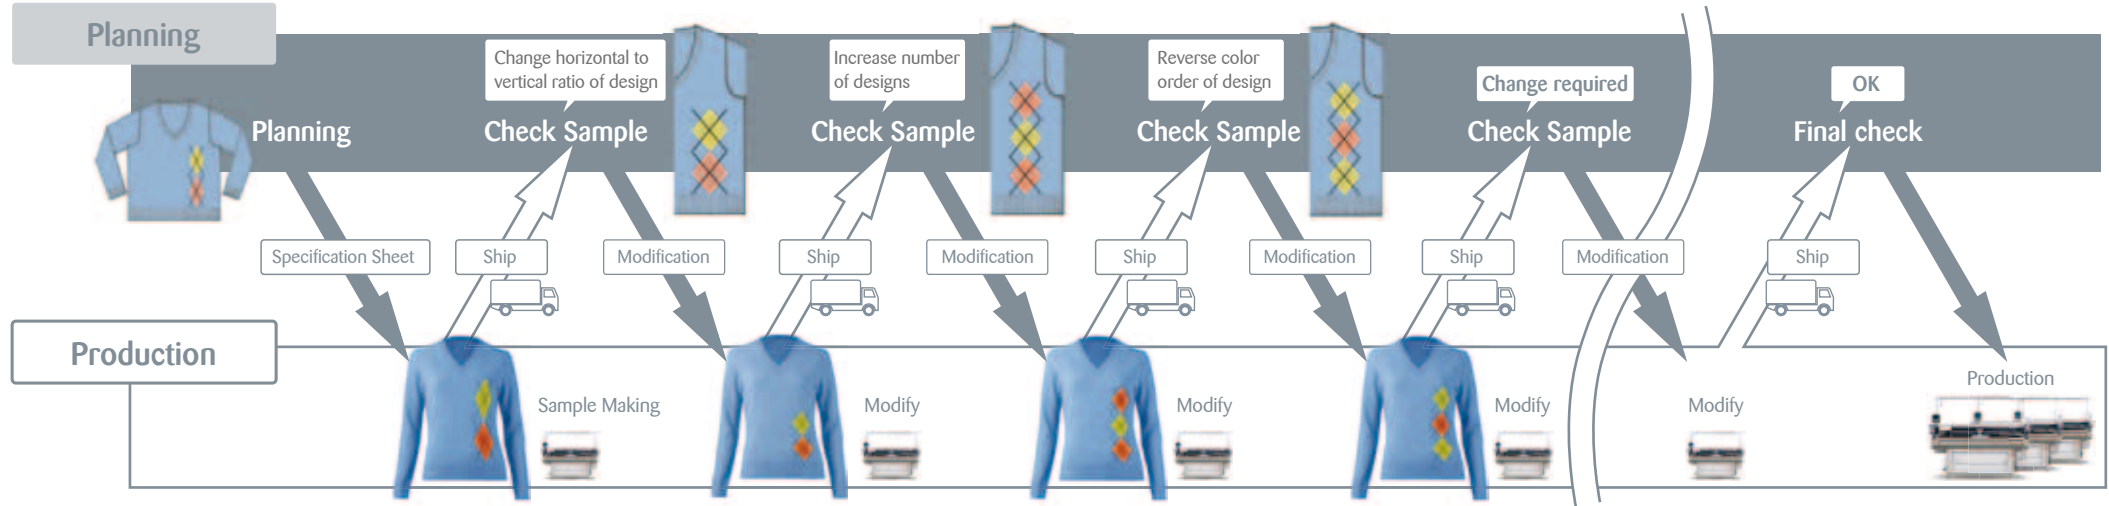 Planning
Change horizontal to
vertical ratio of design
Increase number
of designs
Reverse color
order of design
Change required
OK
Planning
Check Sample
Check Sample
Check Sample
Check Sample
Final check
Specification Sheet
Ship
Modification
Ship
Modification
Ship
Modification
Ship
Modification
Ship
Production
Sample Making
Modify
Modify
Modify
Modify
Production